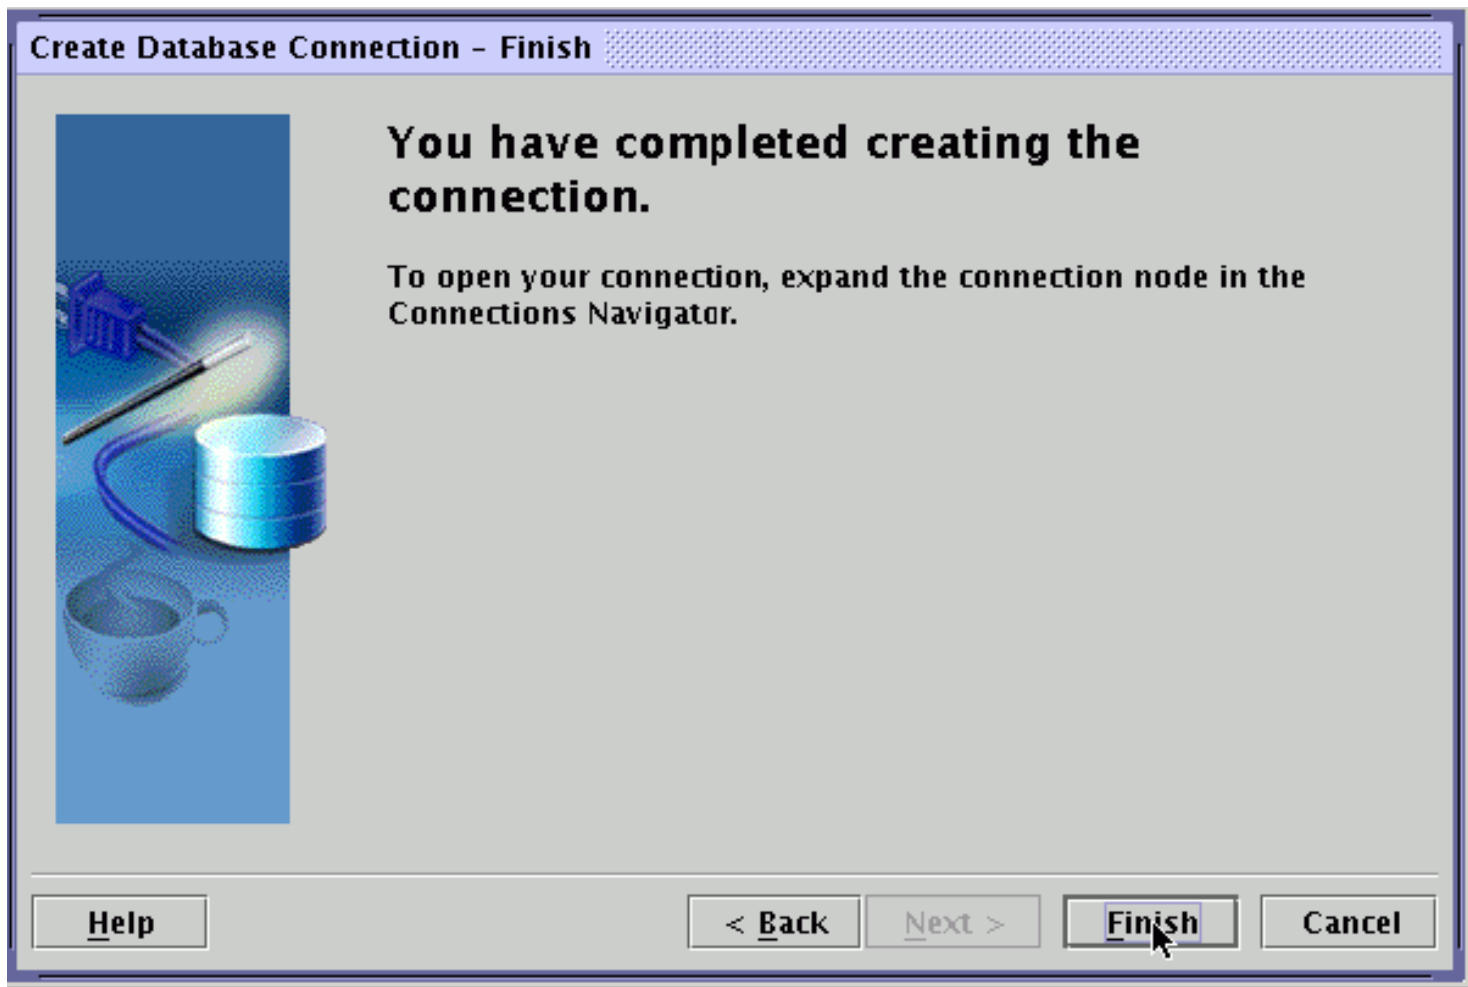 Create Database Connection – Finish
You have completed creating the
connection.
To open your connection, expand the connection node in the
Connections Navigator.
Help
< Back
Next >
Finish
Cancel